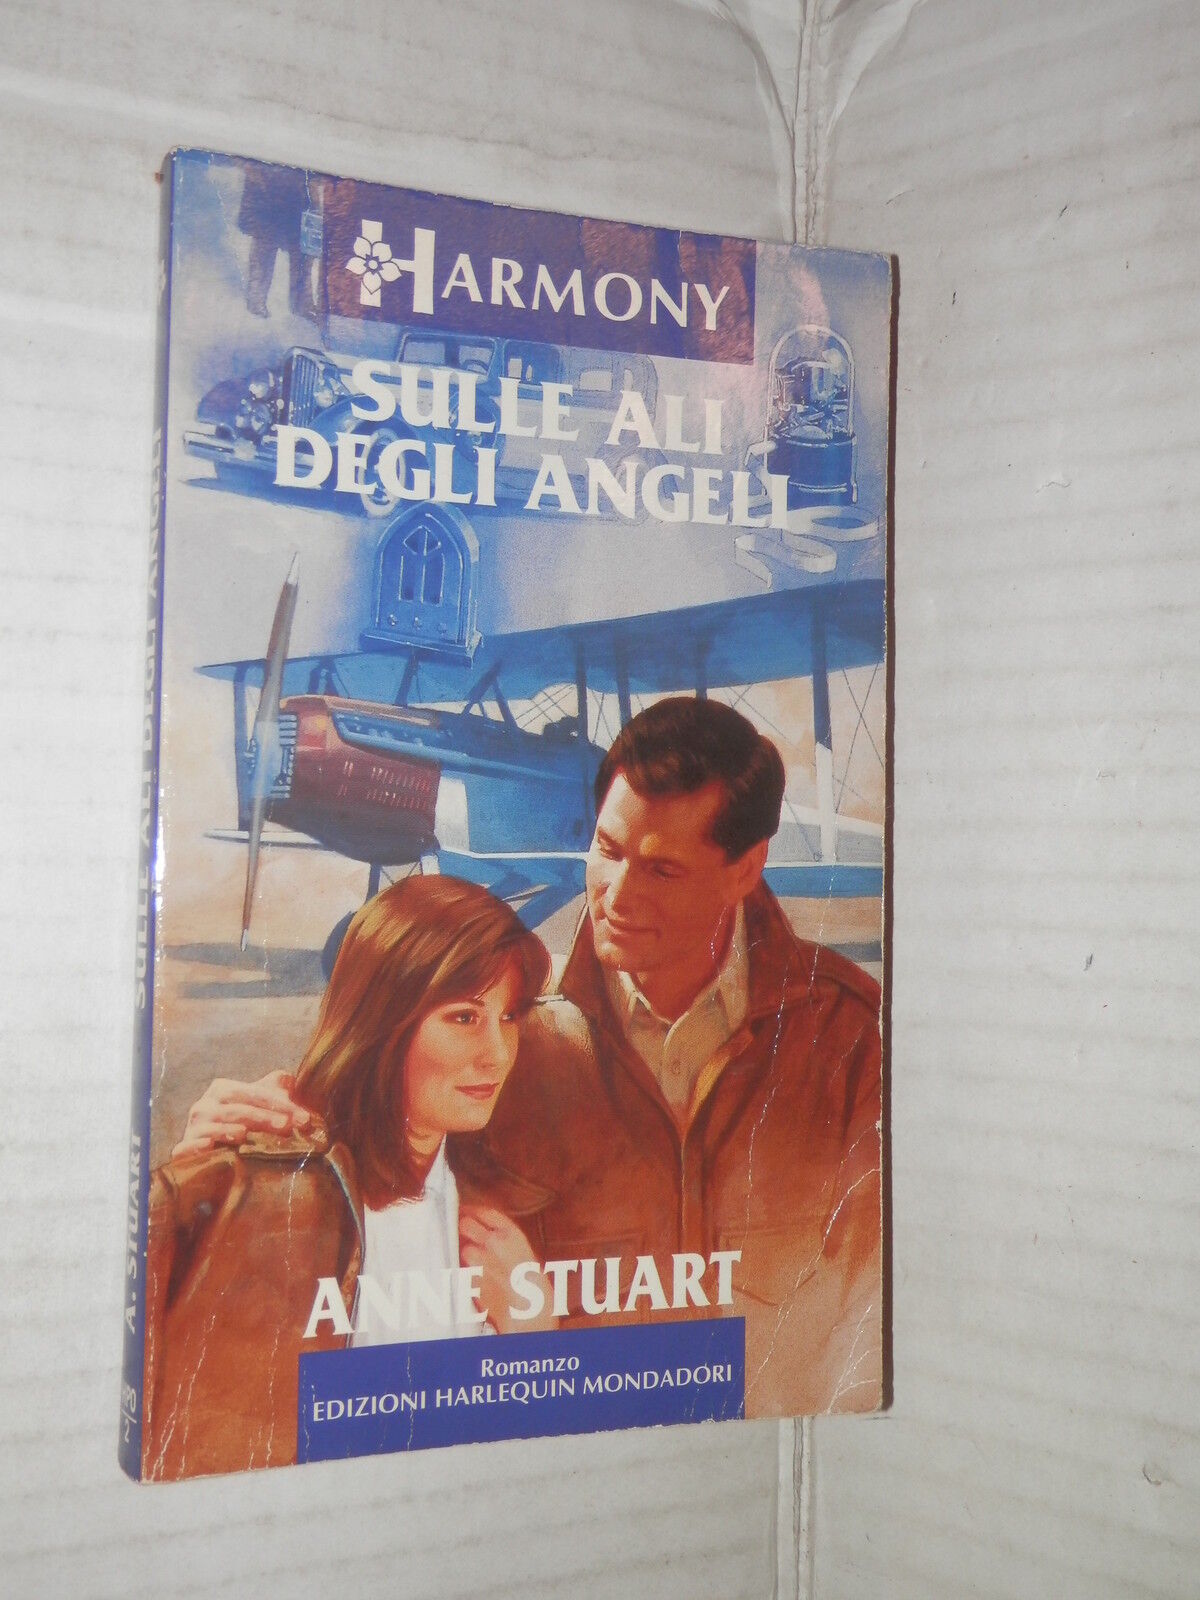 HARMONY
SULLE ALI
DEGLI ANGELI
ANNE STUART
Romanzo
EDIZIONI HARLEQUIN MONDADORI
A. STUART SULLE ALI DEGLI ANGELI